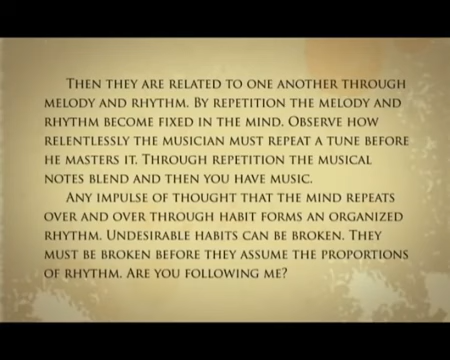 Then they are related to one another through
melody and rhythm. By repetition the melody and
rhythm become fixed in the mind. Observe how
relentlessly the musician must repeat a tune before
he masters it. Through repetition the musical
notes blend and then you have music.
Any impulse of thought that the mind repeats
over and over through habit forms an organized
rhythm. Undesirable habits can be broken. They
must be broken before they assume the proportions
of rhythm. Are you following me?